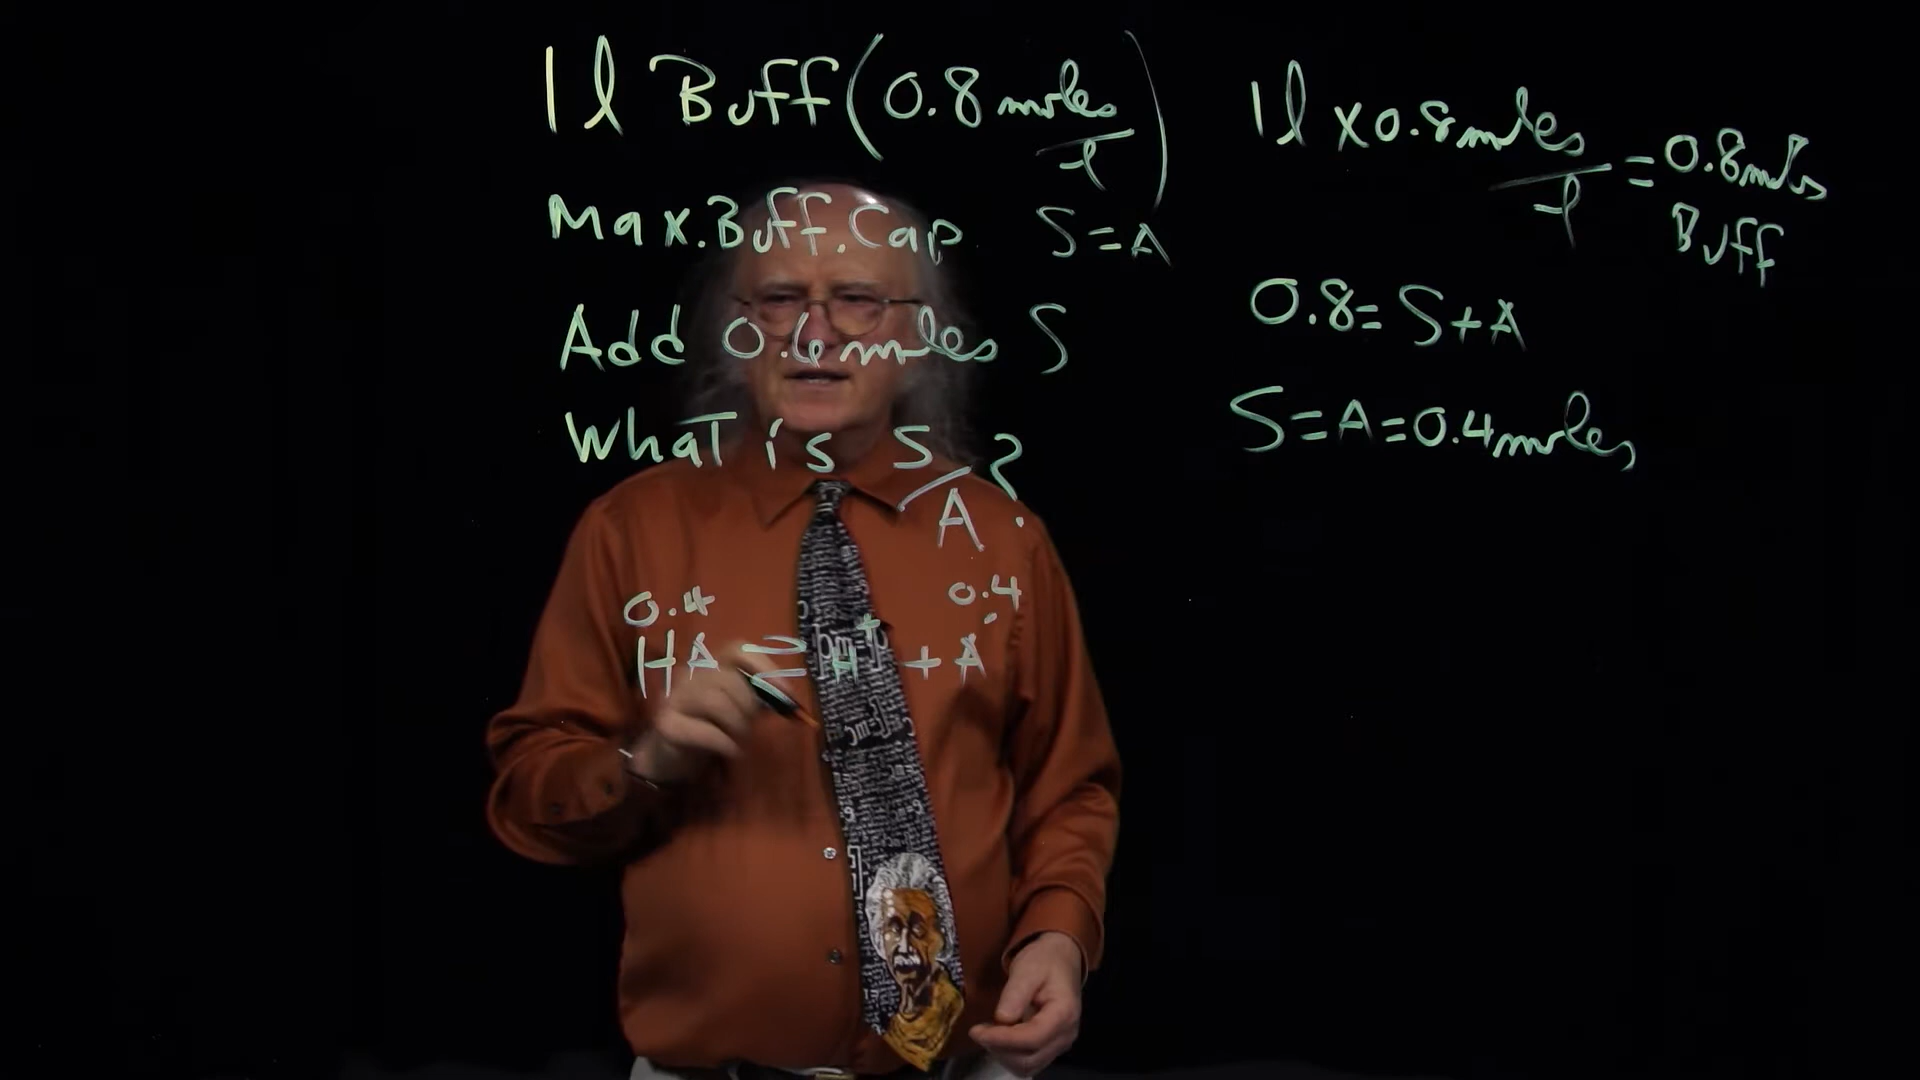 1 l Buff (0.8 moles/l)
Max. Buff. Cap S=A
Add 0.6 moles S
What is S/A?
0.4 0.4
HA ⇌ H+ + A-
1 l x 0.8 moles/l = 0.8 moles Buff
0.8 = S+A
S=A=0.4 moles